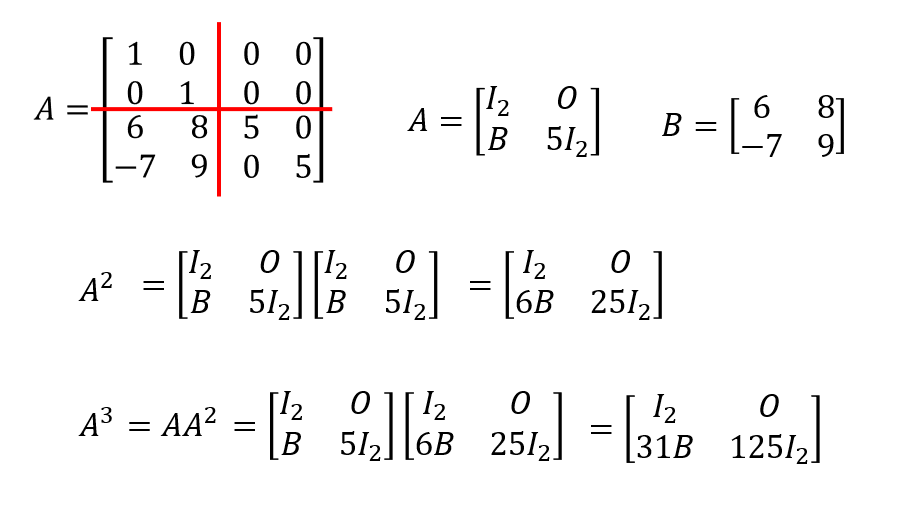 A = [1 0 0 0
0 1 0 0
6 8 5 0
−7 9 0 5]
A = [I₂ O
B 5I₂]
B = [6 8
−7 9]
A² = [I₂ O
B 5I₂] [I₂ O
B 5I₂] = [I₂ O
6B 25I₂]
A³ = AA² = [I₂ O
B 5I₂] [I₂ O
6B 25I₂] = [I₂ O
31B 125I₂]